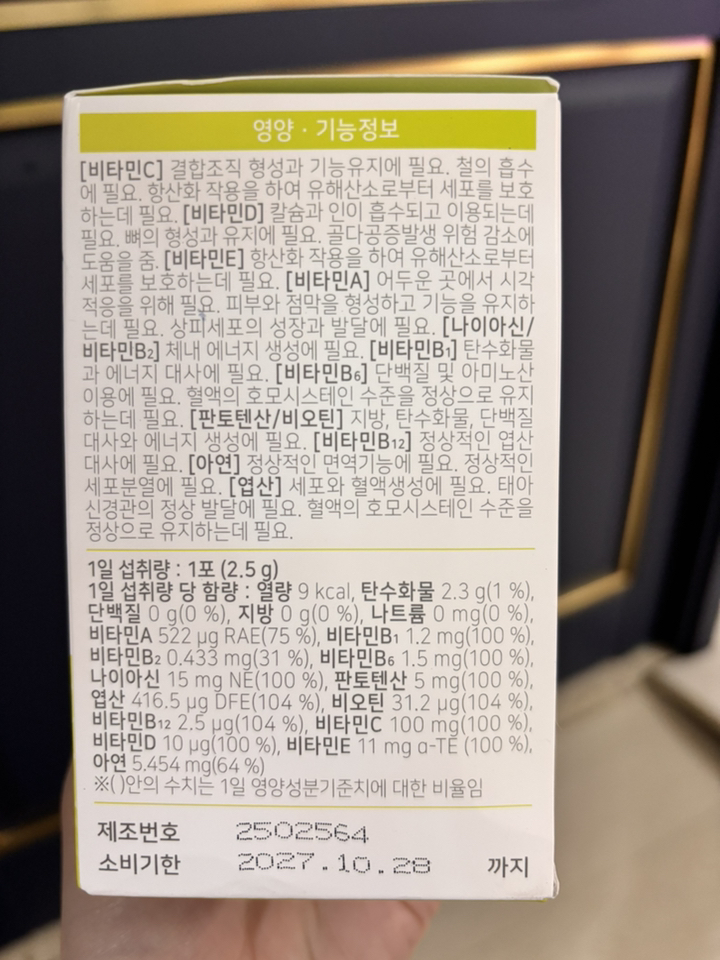 영양 · 기능정보
[비타민C] 결합조직 형성과 기능유지에 필요. 철의 흡수
에 필요. 항산화 작용을 하여 유해산소로부터 세포를 보호
하는데 필요. [비타민D] 칼슘과 인이 흡수되고 이용되는데
필요. 뼈의 형성과 유지에 필요. 골다공증발생 위험 감소에
도움을 줌. [비타민E] 항산화 작용을 하여 유해산소로부터
세포를 보호하는데 필요. [비타민A] 어두운 곳에서 시각
적응을 위해 필요. 피부와 점막을 형성하고 기능을 유지하
는데 필요. 상피세포의 성장과 발달에 필요. [나이아신/
비타민B₂] 체내 에너지 생성에 필요. [비타민B₁] 탄수화물
과 에너지 대사에 필요. [비타민B₆] 단백질 및 아미노산
이용에 필요. 혈액의 호모시스테인 수준을 정상으로 유지
하는데 필요. [판토텐산/비오틴] 지방, 탄수화물, 단백질
대사와 에너지 생성에 필요. [비타민B₁₂] 정상적인 엽산
대사에 필요. [아연] 정상적인 면역기능에 필요. 정상적인
세포분열에 필요. [엽산] 세포와 혈액생성에 필요. 태아
신경관의 정상 발달에 필요. 혈액의 호모시스테인 수준을
정상으로 유지하는데 필요.
1일 섭취량 : 1포 (2.5 g)
1일 섭취량 당 함량 : 열량 9 kcal, 탄수화물 2.3 g(1 %),
단백질 0 g(0 %), 지방 0 g(0 %), 나트륨 0 mg(0 %),
비타민A 522 µg RAE(75 %), 비타민B₁ 1.2 mg(100 %),
비타민B₂ 0.433 mg(31 %), 비타민B₆ 1.5 mg(100 %),
나이아신 15 mg NE(100 %), 판토텐산 5 mg(100 %),
엽산 416.5 µg DFE(104 %), 비오틴 31.2 µg(104 %),
비타민B₁₂ 2.5 µg(104 %), 비타민C 100 mg(100 %),
비타민D 10 µg(100 %), 비타민E 11 mg α-TE (100 %),
아연 5.454 mg(64 %)
※( )안의 수치는 1일 영양성분기준치에 대한 비율임
제조번호 2502564
소비기한 2027.10.28 까지